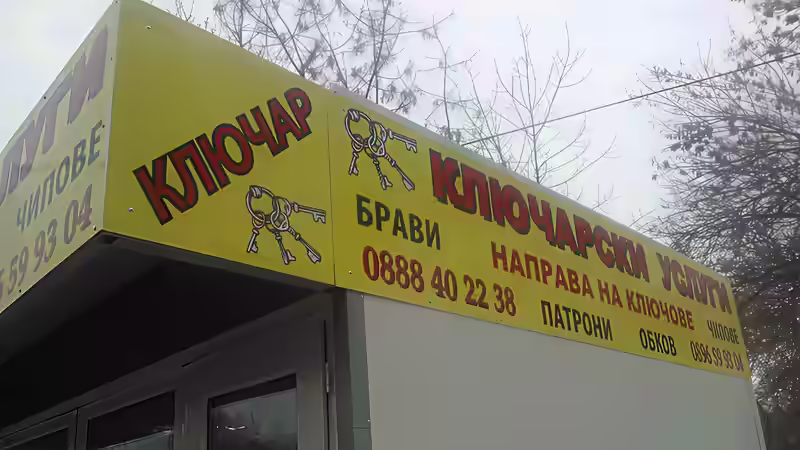 ЧИПОВЕ
59 93 04
КЛЮЧАР
КЛЮЧАРСКИ УСЛУГИ
БРАВИ
НАПРАВА НА КЛЮЧОВЕ
ЧИПОВЕ
0888 40 22 38
ПАТРОНИ
ОБКОВ
0896 59 93 04